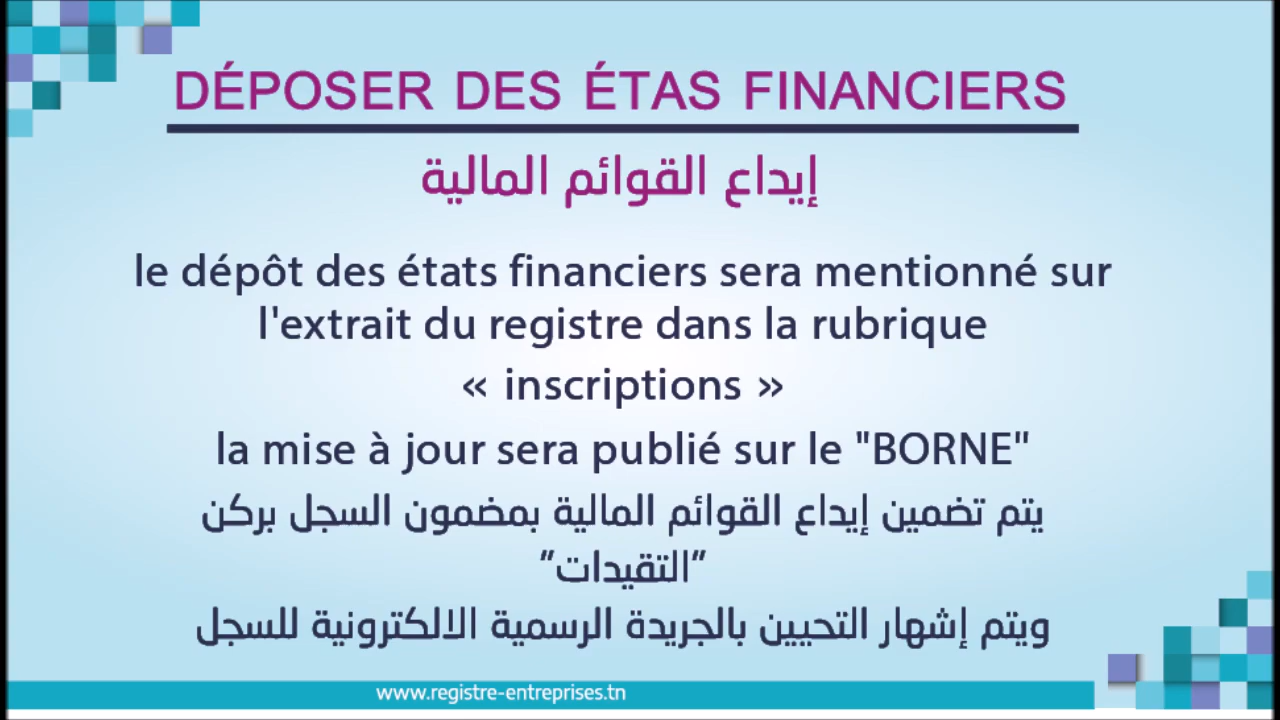 DÉPOSER DES ÉTAS FINANCIERS
إيداع القوائم المالية
le dépôt des états financiers sera mentionné sur
l'extrait du registre dans la rubrique
« inscriptions »
la mise à jour sera publié sur le "BORNE"
يتم تضمين إيداع القوائم المالية بمضمون السجل بركن
”التقيدات”
ويتم إشهار التحيين بالجريدة الرسمية الالكترونية للسجل
www.registre-entreprises.tn